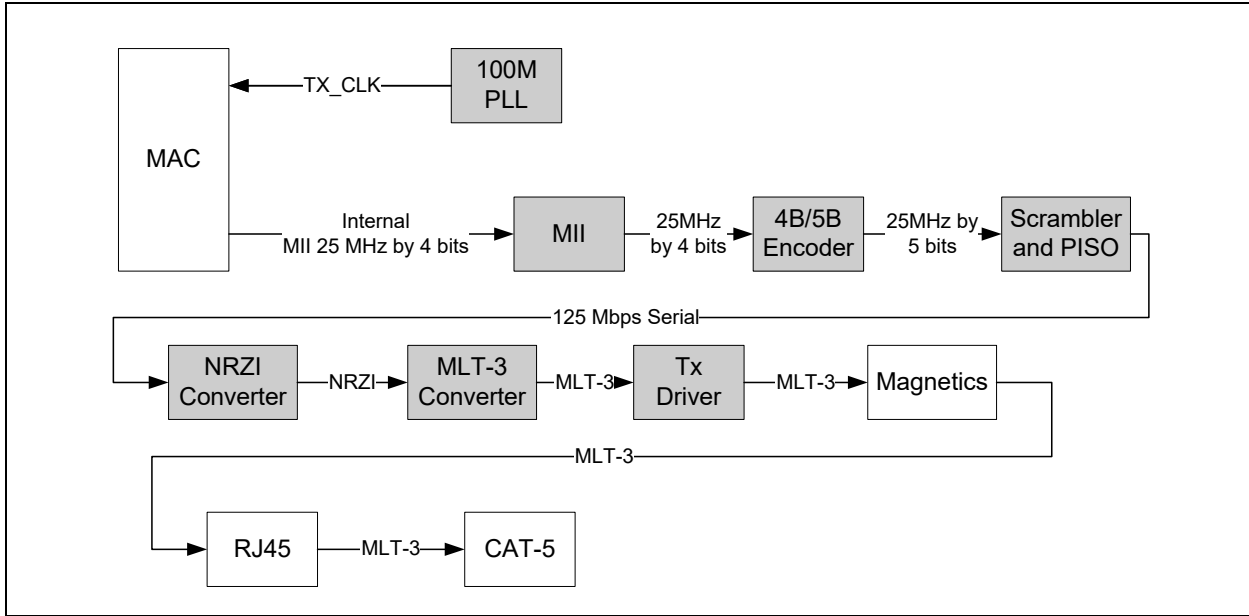 100M
PLL
TX_CLK
MAC
Internal
MII 25 MHz by 4 bits
MII
25MHz
by 4 bits
4B/5B
Encoder
25MHz by
5 bits
Scrambler
and PISO
125 Mbps Serial
NRZI
Converter
NRZI
MLT-3
Converter
MLT-3
Tx
Driver
MLT-3
Magnetics
MLT-3
RJ45
MLT-3
CAT-5